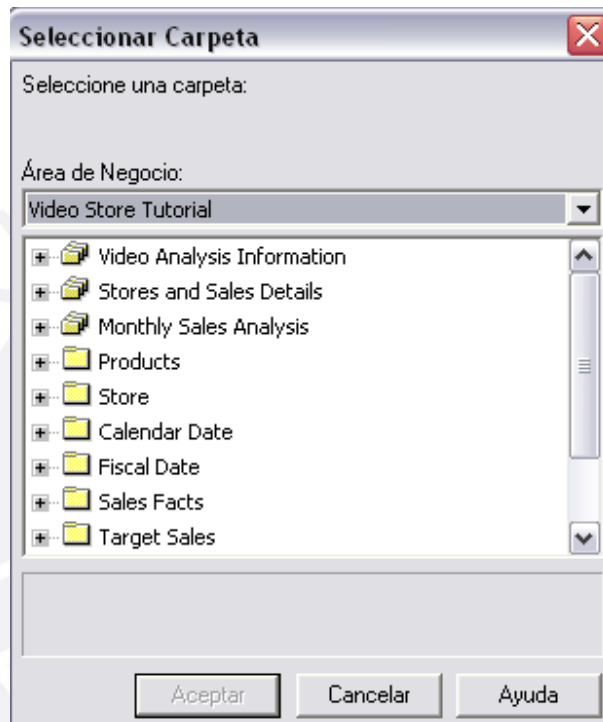 Seleccionar Carpeta
Seleccione una carpeta:
Área de Negocio:
Video Store Tutorial
Video Analysis Information
Stores and Sales Details
Monthly Sales Analysis
Products
Store
Calendar Date
Fiscal Date
Sales Facts
Target Sales
Aceptar Cancelar Ayuda